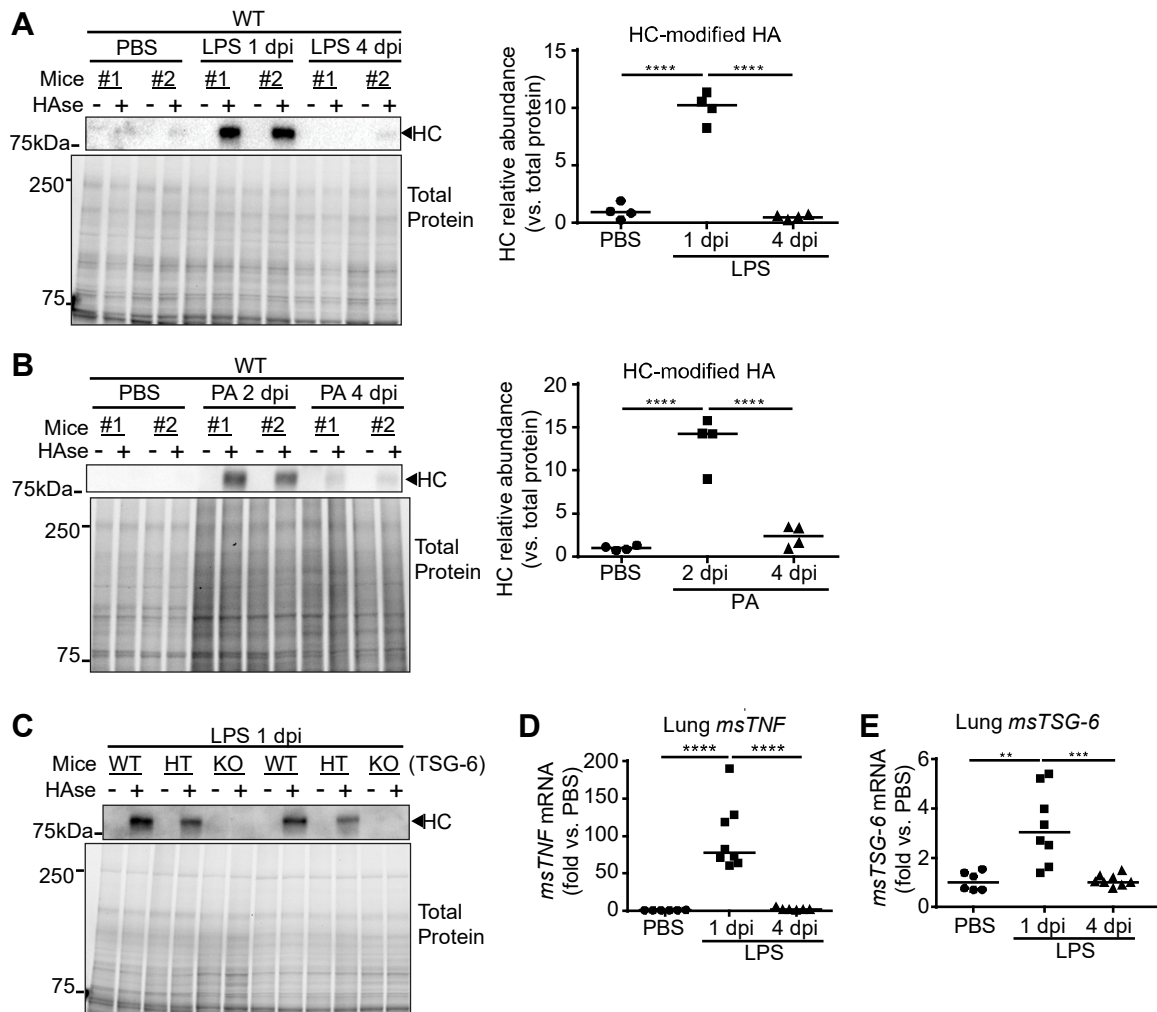 A
WT
PBS LPS 1 dpi LPS 4 dpi
Mice #1 #2 #1 #2 #1 #2
HAse - + - + - + - + - + - +
75kDa HC
250
Total
Protein
75
HC-modified HA
**** ****
15
10
5
0
HC relative abundance
(vs. total protein)
PBS 1 dpi 4 dpi
LPS
B
WT
PBS PA 2 dpi PA 4 dpi
Mice #1 #2 #1 #2 #1 #2
HAse - + - + - + - + - + - +
75kDa HC
250
Total
Protein
75
HC-modified HA
**** ****
20
15
10
5
0
HC relative abundance
(vs. total protein)
PBS 2 dpi 4 dpi
PA
C
LPS 1 dpi
Mice WT HT KO WT HT KO (TSG-6)
HAse - + - + - + - + - + - +
75kDa HC
250
Total
Protein
75
D
Lung msTNF
**** ****
200
150
100
50
0
msTNF mRNA
(fold vs. PBS)
PBS 1 dpi 4 dpi
LPS
E
Lung msTSG-6
** ***
6
4
2
0
msTSG-6 mRNA
(fold vs. PBS)
PBS 1 dpi 4 dpi
LPS